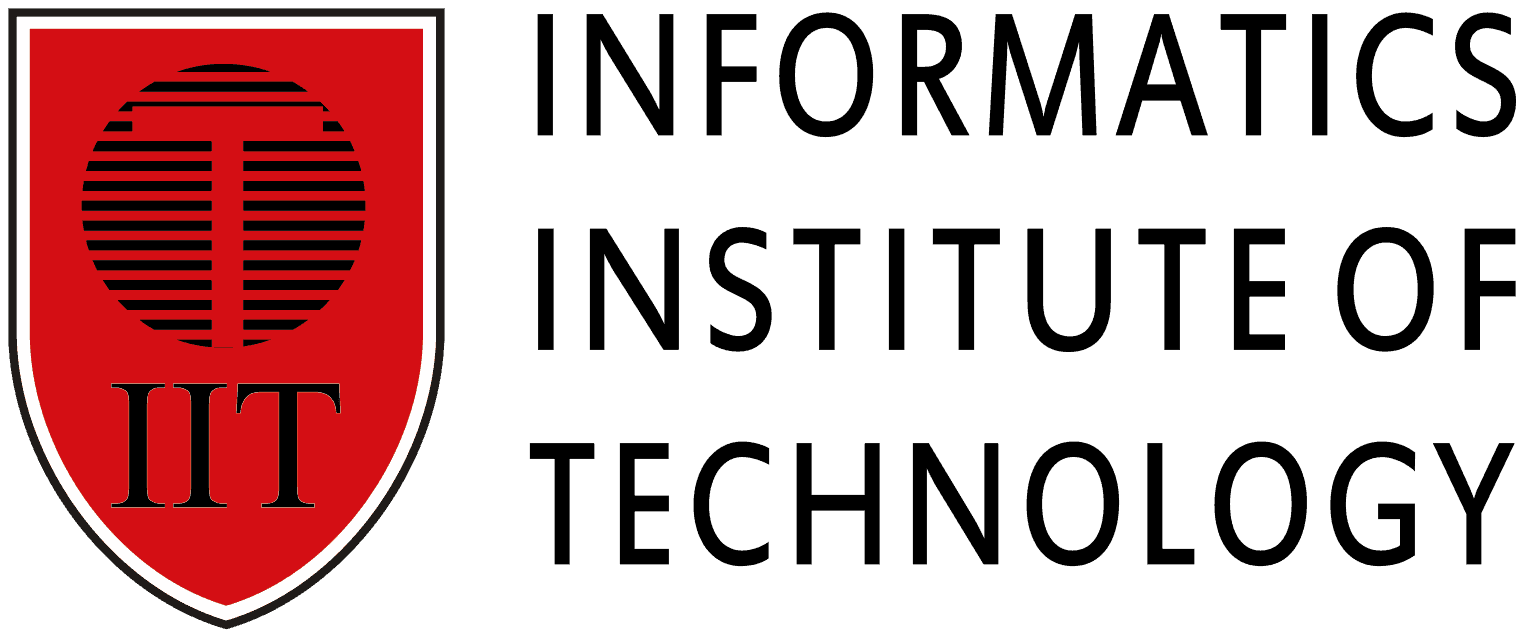 IIT
INFORMATICS
INSTITUTE OF
TECHNOLOGY